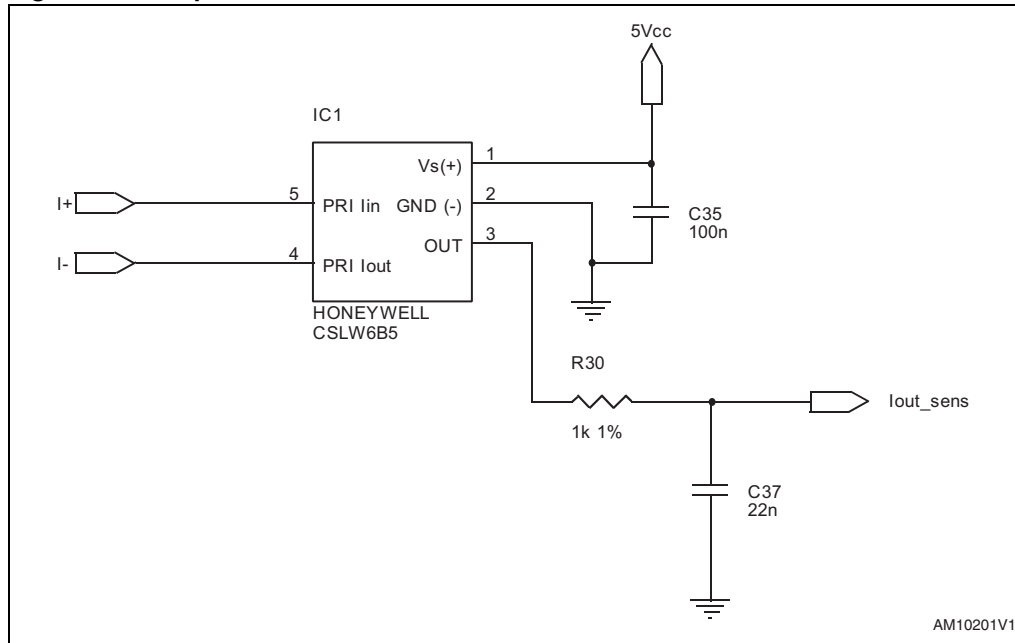 5Vcc
IC1
1
Vs(+)
I+
5
PRI Iin
GND (-)
2
C35
100n
OUT
3
I-
4
PRI Iout
HONEYWELL
CSLW6B5
R30
1k 1%
Iout_sens
C37
22n
AM10201V1